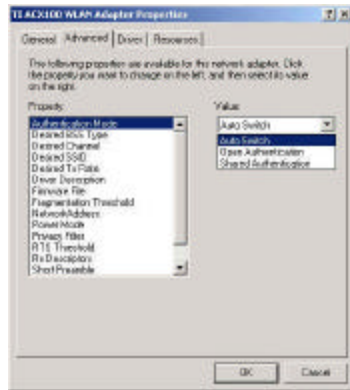 TI ACX100 WLAN Adapter Properties
General Advanced Driver Resources
The following properties are available for this network adapter. Click
the property you want to change on the left, and then select its value
on the right.
Property: Value:
Authentication Mode Auto Switch
Desired BSS Type Auto Switch
Desired Channel Open Authentication
Desired SSID Shared Authentication
Desired Tx Rate
Driver Description
Firmware File
Fragmentation Threshold
NetworkAddress
Power Mode
Privacy Filter
RTS Threshold
Rx Descriptors
Short Preamble
OK Cancel